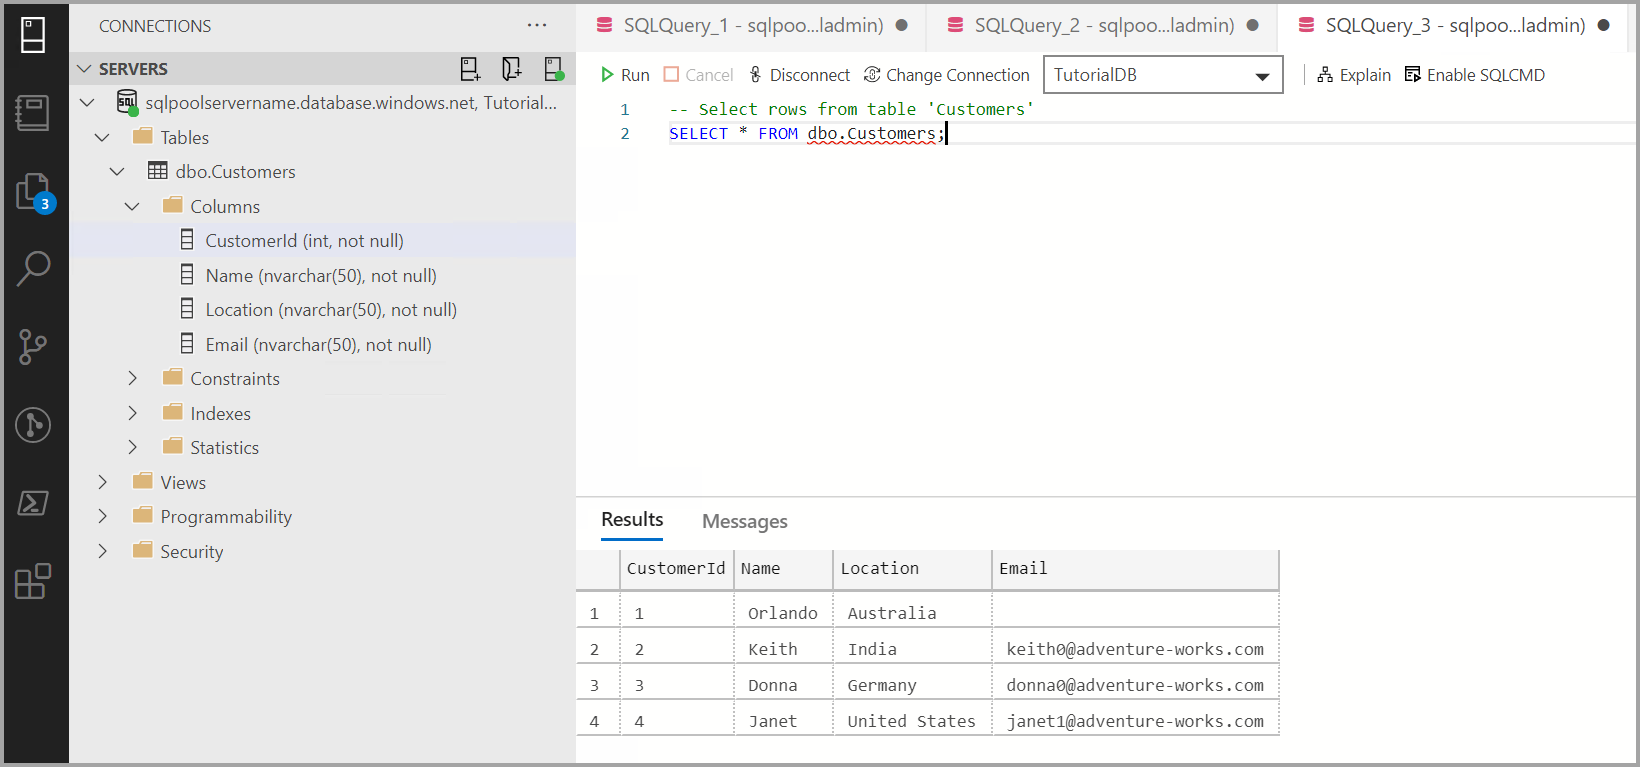 CONNECTIONS ...
SERVERS
SQL sqlpoolservername.database.windows.net, Tutorial...
Tables
dbo.Customers
Columns
CustomerId (int, not null)
Name (nvarchar(50), not null)
Location (nvarchar(50), not null)
Email (nvarchar(50), not null)
Constraints
Indexes
Statistics
Views
Programmability
Security
3
SQLQuery_1 - sqlpoo...ladmin) SQLQuery_2 - sqlpoo...ladmin) SQLQuery_3 - sqlpoo...ladmin)
Run Cancel Disconnect Change Connection TutorialDB Explain Enable SQLCMD
1 -- Select rows from table 'Customers'
2 SELECT * FROM dbo.Customers;
Results Messages
CustomerId Name Location Email
1 1 Orlando Australia
2 2 Keith India keith0@adventure-works.com
3 3 Donna Germany donna0@adventure-works.com
4 4 Janet United States janet1@adventure-works.com